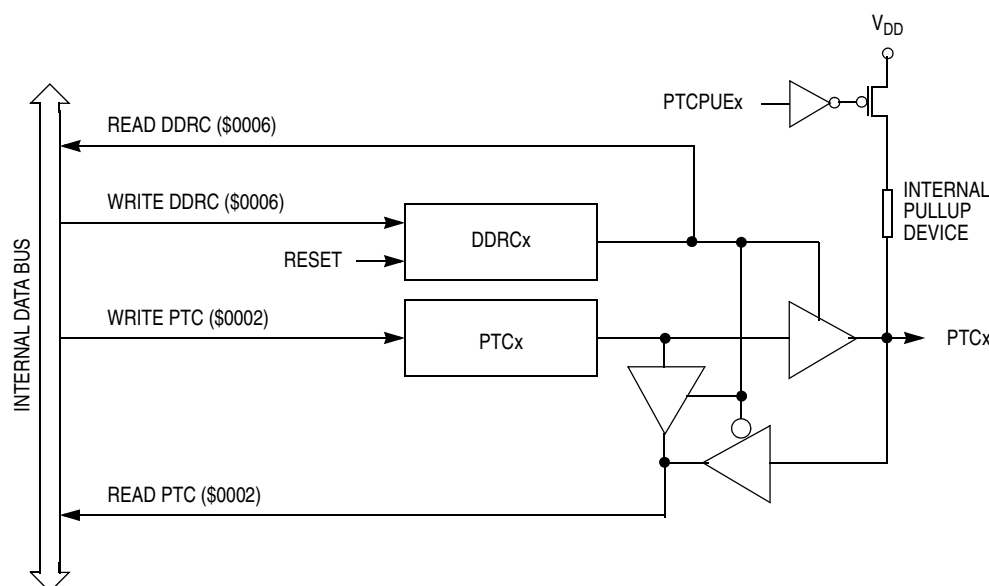 V_DD
PTCPUEx
READ DDRC ($0006)
WRITE DDRC ($0006)
INTERNAL
PULLUP
DEVICE
DDRCx
RESET
INTERNAL DATA BUS
WRITE PTC ($0002)
PTCx
PTCx
READ PTC ($0002)